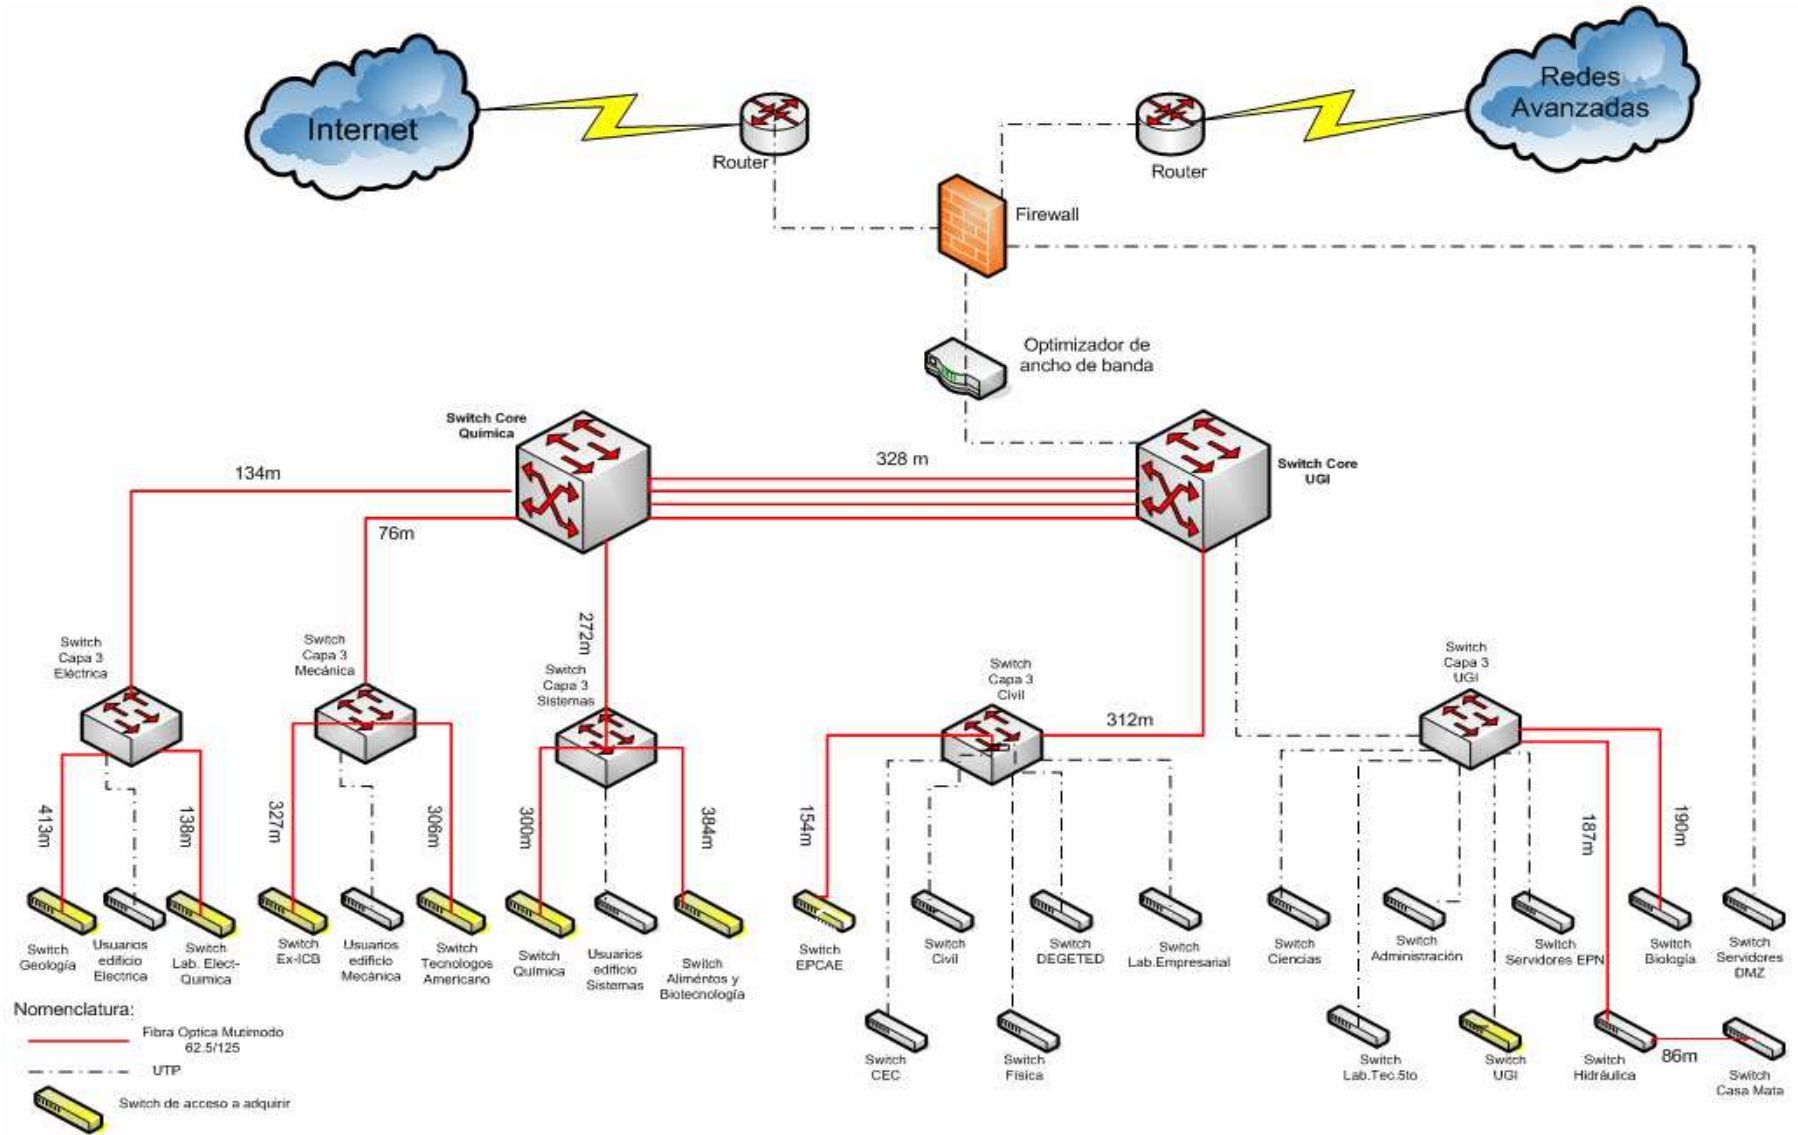 Internet
Router
Router
Redes
Avanzadas
Firewall
Optimizador de
ancho de banda
Switch Core
Química
328 m
Switch Core
UGI
134m
76m
272m
Switch
Capa 3
Eléctrica
Switch
Capa 3
Mecánica
Switch
Capa 3
Sistemas
Switch
Capa 3
Civil
312m
Switch
Capa 3
UGI
413m
138m
327m
306m
300m
384m
154m
187m
190m
Switch
Geología
Usuarios
edificio
Electrica
Switch
Lab. Elect-
Quimica
Switch
Ex-ICB
Usuarios
edificio
Mecánica
Switch
Tecnologos
Americano
Switch
Química
Usuarios
edificio
Sistemas
Switch
Aliméntos y
Biotecnología
Switch
EPCAE
Switch
Civil
Switch
DEGETED
Switch
Lab.Empresarial
Switch
Ciencias
Switch
Administración
Switch
Servidores EPN
Switch
Biología
Switch
Servidores
DMZ
Switch
CEC
Switch
Física
Switch
Lab.Tec.5to
Switch
UGI
Switch
Hidráulica
86m
Switch
Casa Mata
Nomenclatura:
Fibra Optica Mutimodo
62.5/125
UTP
Switch de acceso a adquirir